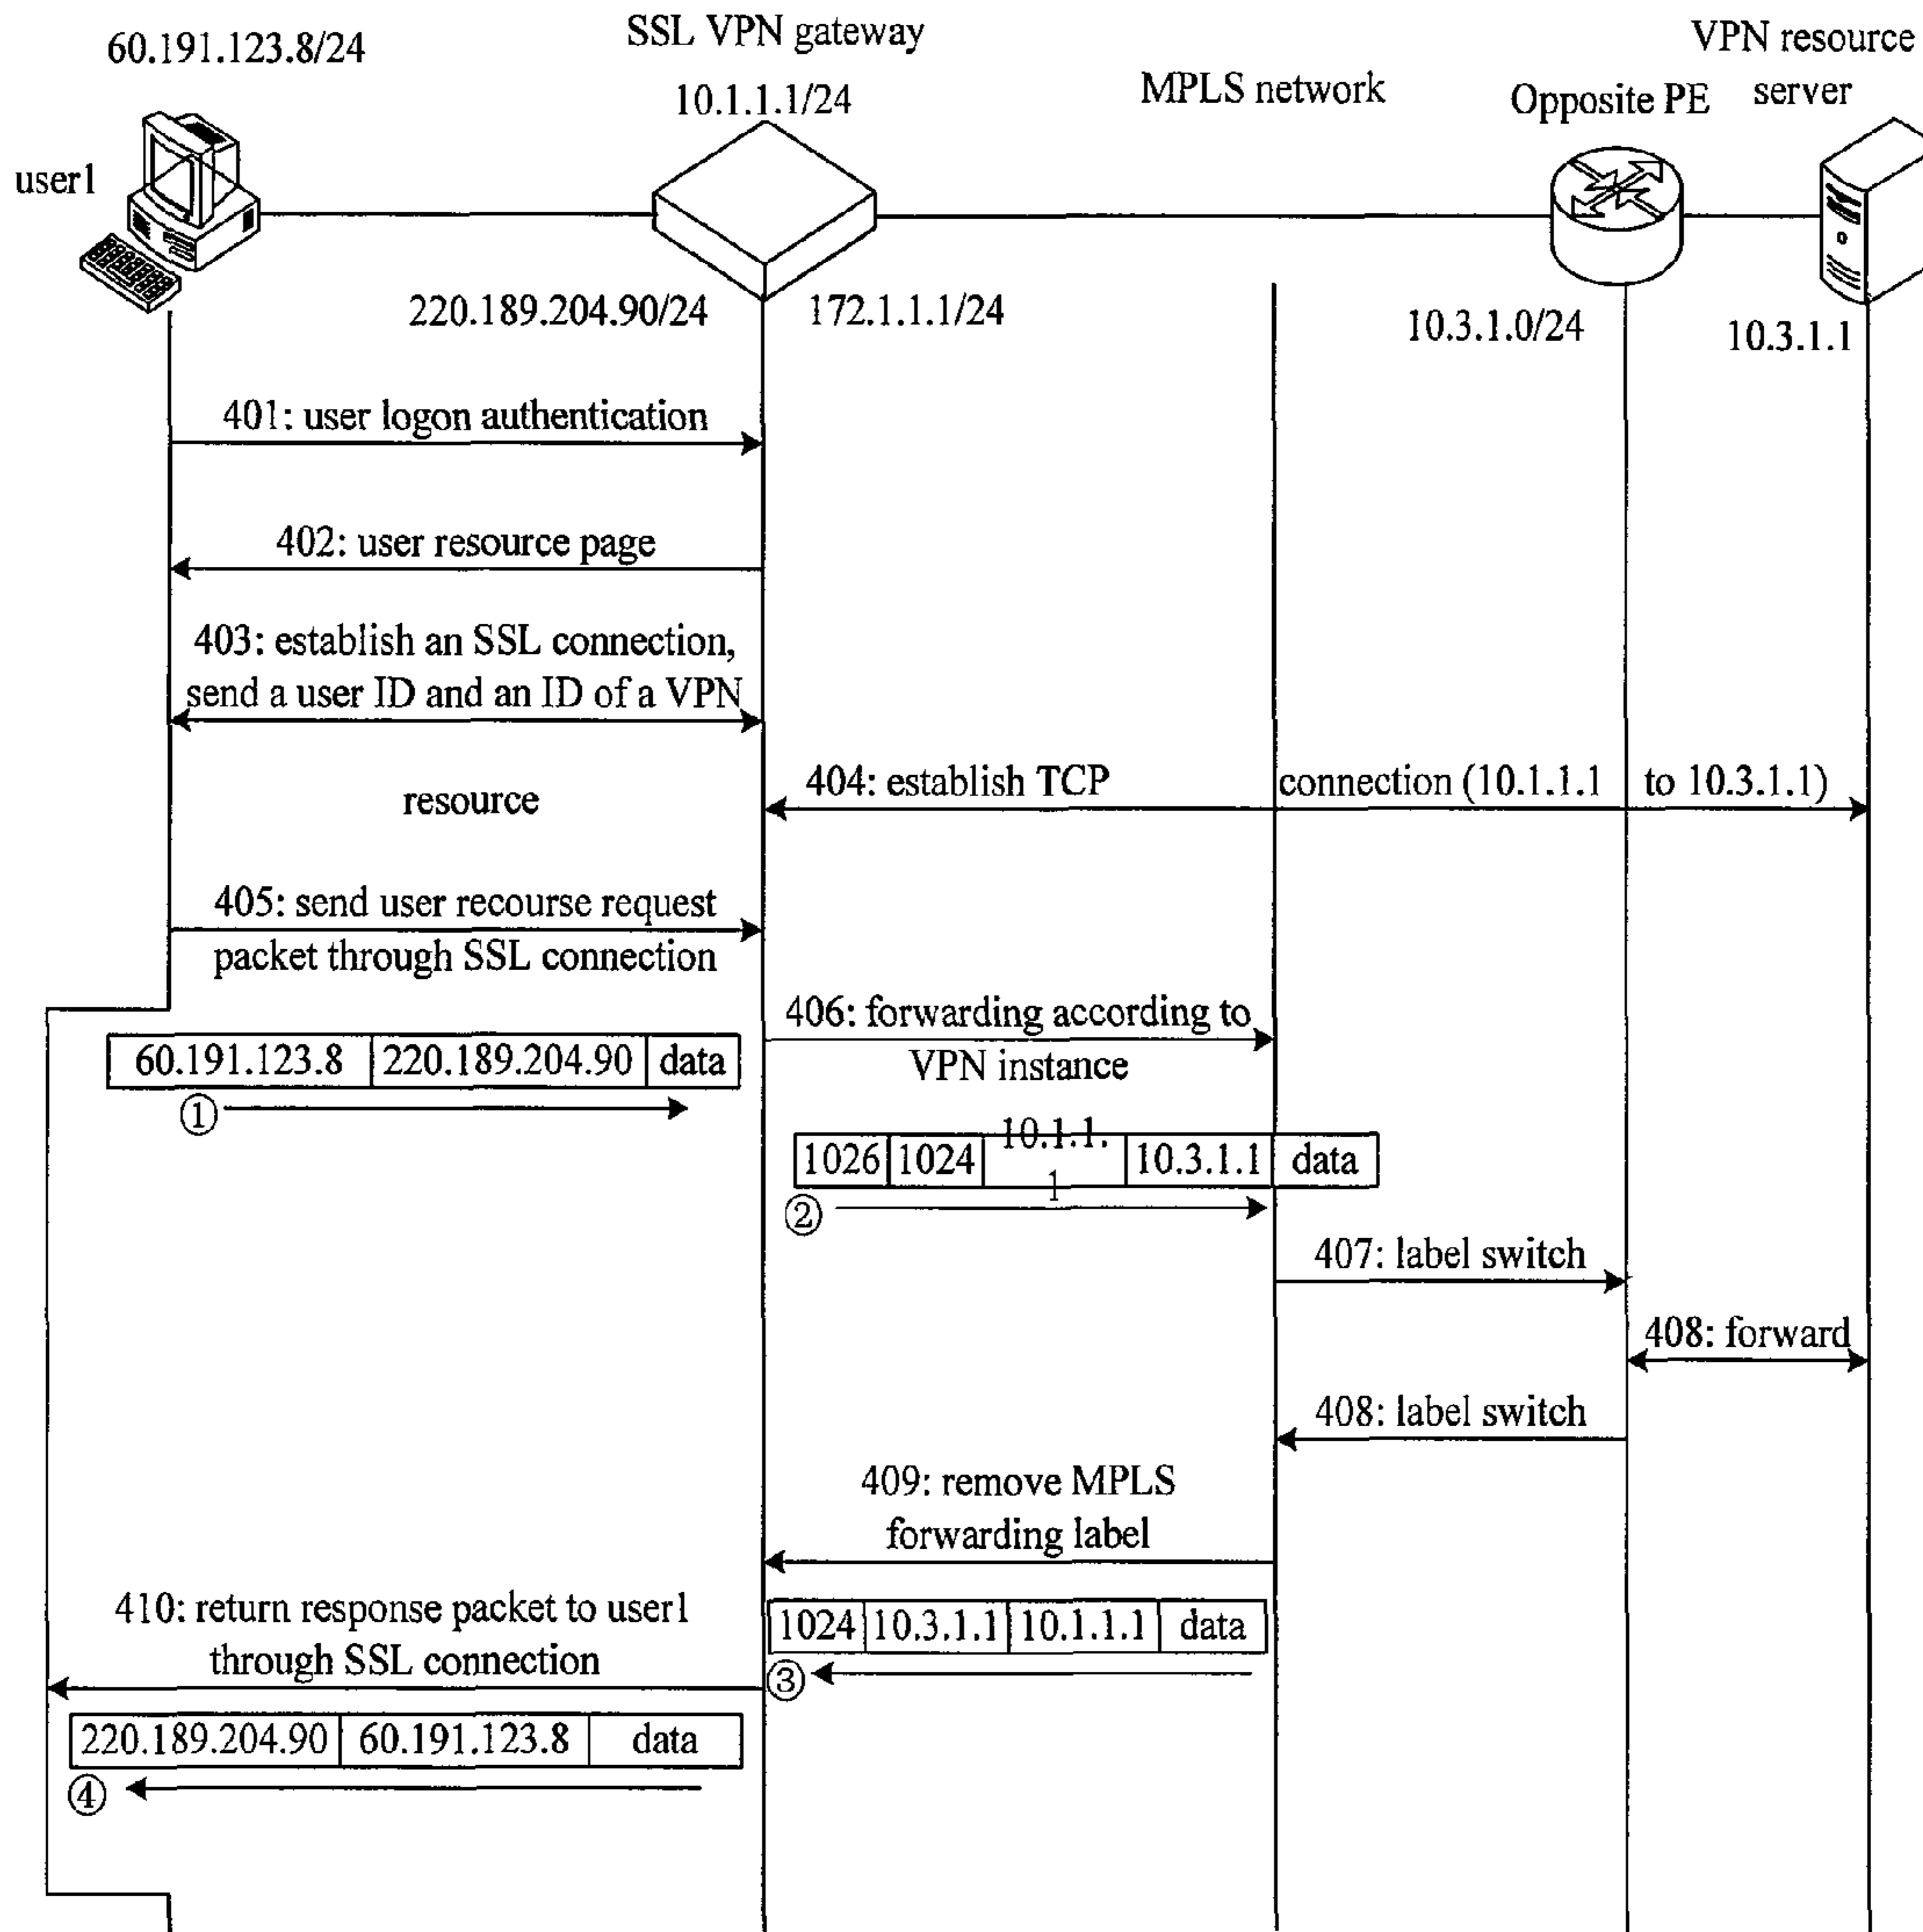 60.191.123.8/24
SSL VPN gateway
10.1.1.1/24
MPLS network
Opposite PE
VPN resource
server
user1
220.189.204.90/24
172.1.1.1/24
10.3.1.0/24
10.3.1.1
401: user logon authentication
402: user resource page
403: establish an SSL connection,
send a user ID and an ID of a VPN
resource
404: establish TCP connection (10.1.1.1 to 10.3.1.1)
405: send user recourse request
packet through SSL connection
406: forwarding according to
VPN instance
60.191.123.8 220.189.204.90 data
①
1026 1024 10.1.1.
1
10.3.1.1 data
②
407: label switch
408: forward
408: label switch
409: remove MPLS
forwarding label
1024 10.3.1.1 10.1.1.1 data
③
410: return response packet to user1
through SSL connection
220.189.204.90 60.191.123.8 data
④